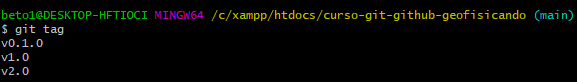 beto1@DESKTOP-HFTIOCI MINGW64 /c/xampp/htdocs/curso-git-github-geofisicando (main)
$ git tag
v0.1.0
v1.0
v2.0